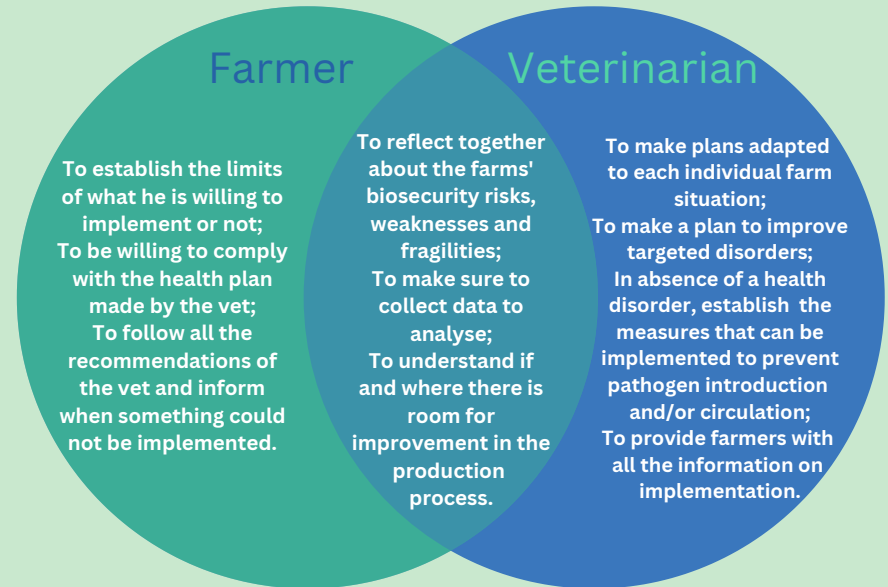 Farmer
To establish the limits
of what he is willing to
implement or not;
To be willing to comply
with the health plan
made by the vet;
To follow all the
recommendations of
the vet and inform
when something could
not be implemented.
To reflect together
about the farms'
biosecurity risks,
weaknesses and
fragilities;
To make sure to
collect data to
analyse;
To understand if
and where there is
room for
improvement in the
production
process.
Veterinarian
To make plans adapted
to each individual farm
situation;
To make a plan to improve
targeted disorders;
In absence of a health
disorder, establish the
measures that can be
implemented to prevent
pathogen introduction
and/or circulation;
To provide farmers with
all the information on
implementation.